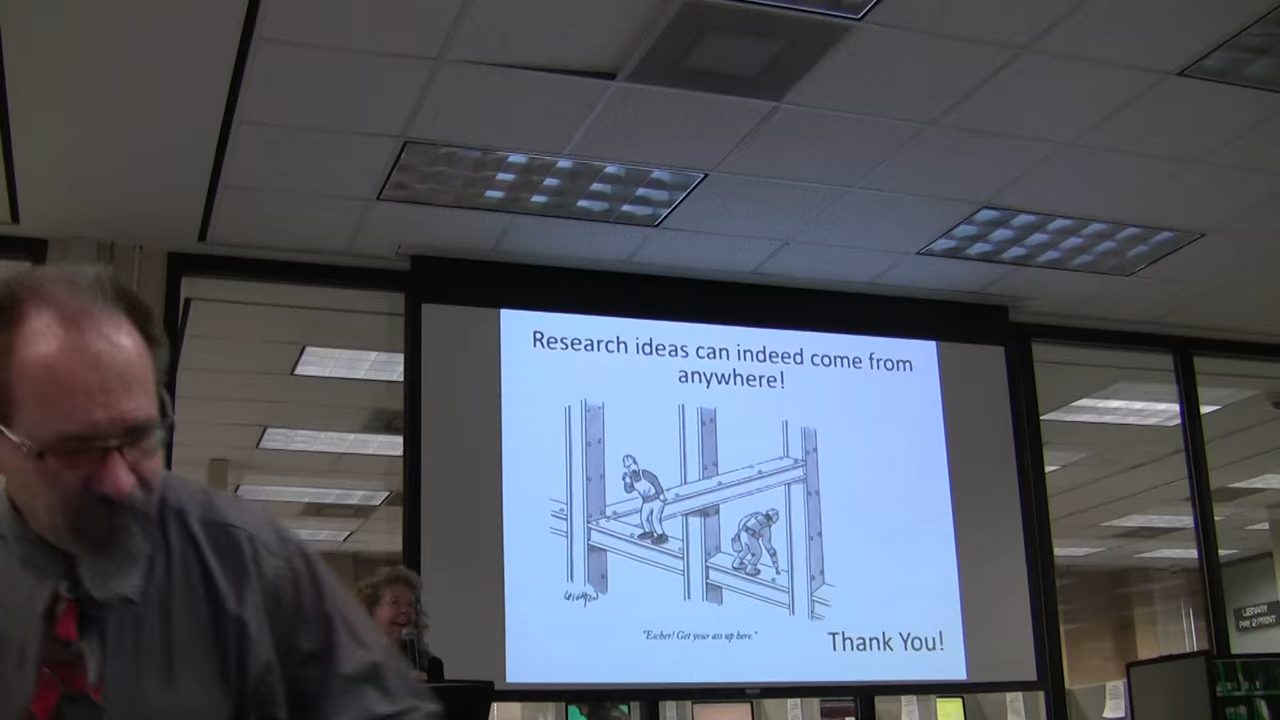 Research ideas can indeed come from
anywhere!
"Escher! Get your ass up here."
Thank You!
LIBRARY
PAY 2 PRINT